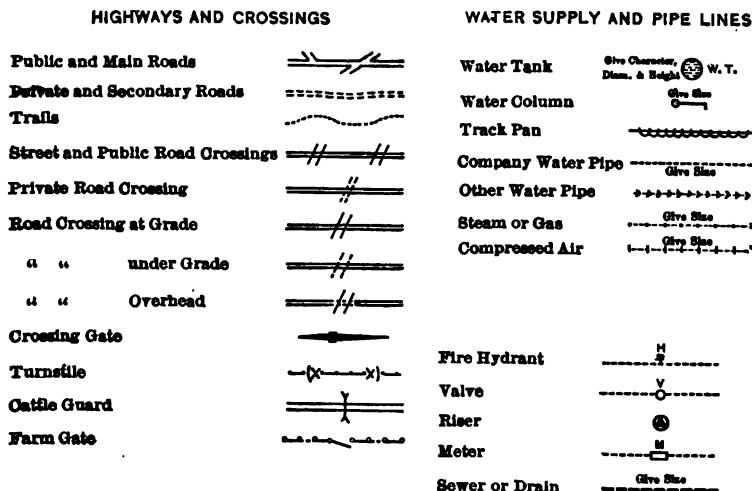 HIGHWAYS AND CROSSINGS
Public and Main Roads
Private and Secondary Roads
Trails
Street and Public Road Crossings
Private Road Crossing
Road Crossing at Grade
" " under Grade
" " Overhead
Crossing Gate
Turnstile
Cattle Guard
Farm Gate
WATER SUPPLY AND PIPE LINES
Water Tank Give Character, Diam. & Height W. T.
Water Column Give Size
Track Pan
Company Water Pipe Give Size
Other Water Pipe
Steam or Gas Give Size
Compressed Air Give Size
Fire Hydrant H
Valve V
Riser
Meter M
Sewer or Drain Give Size